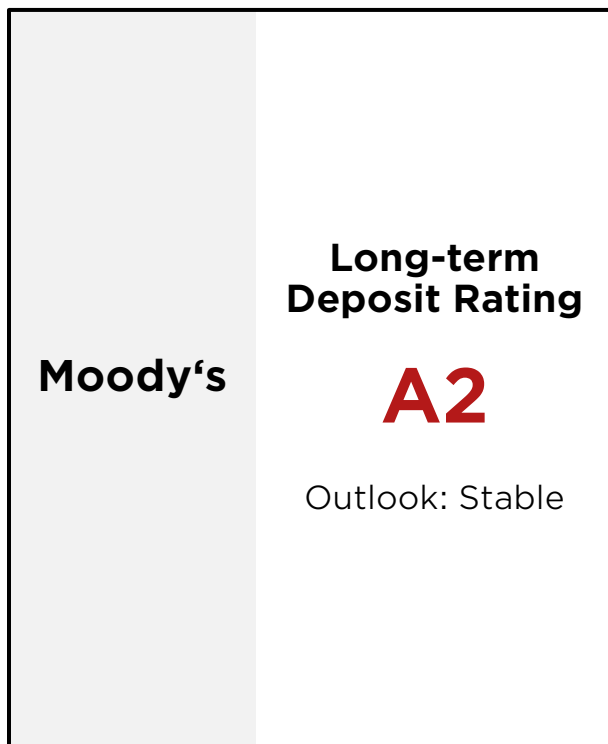 Moody‘s
Long-term
Deposit Rating
A2
Outlook: Stable